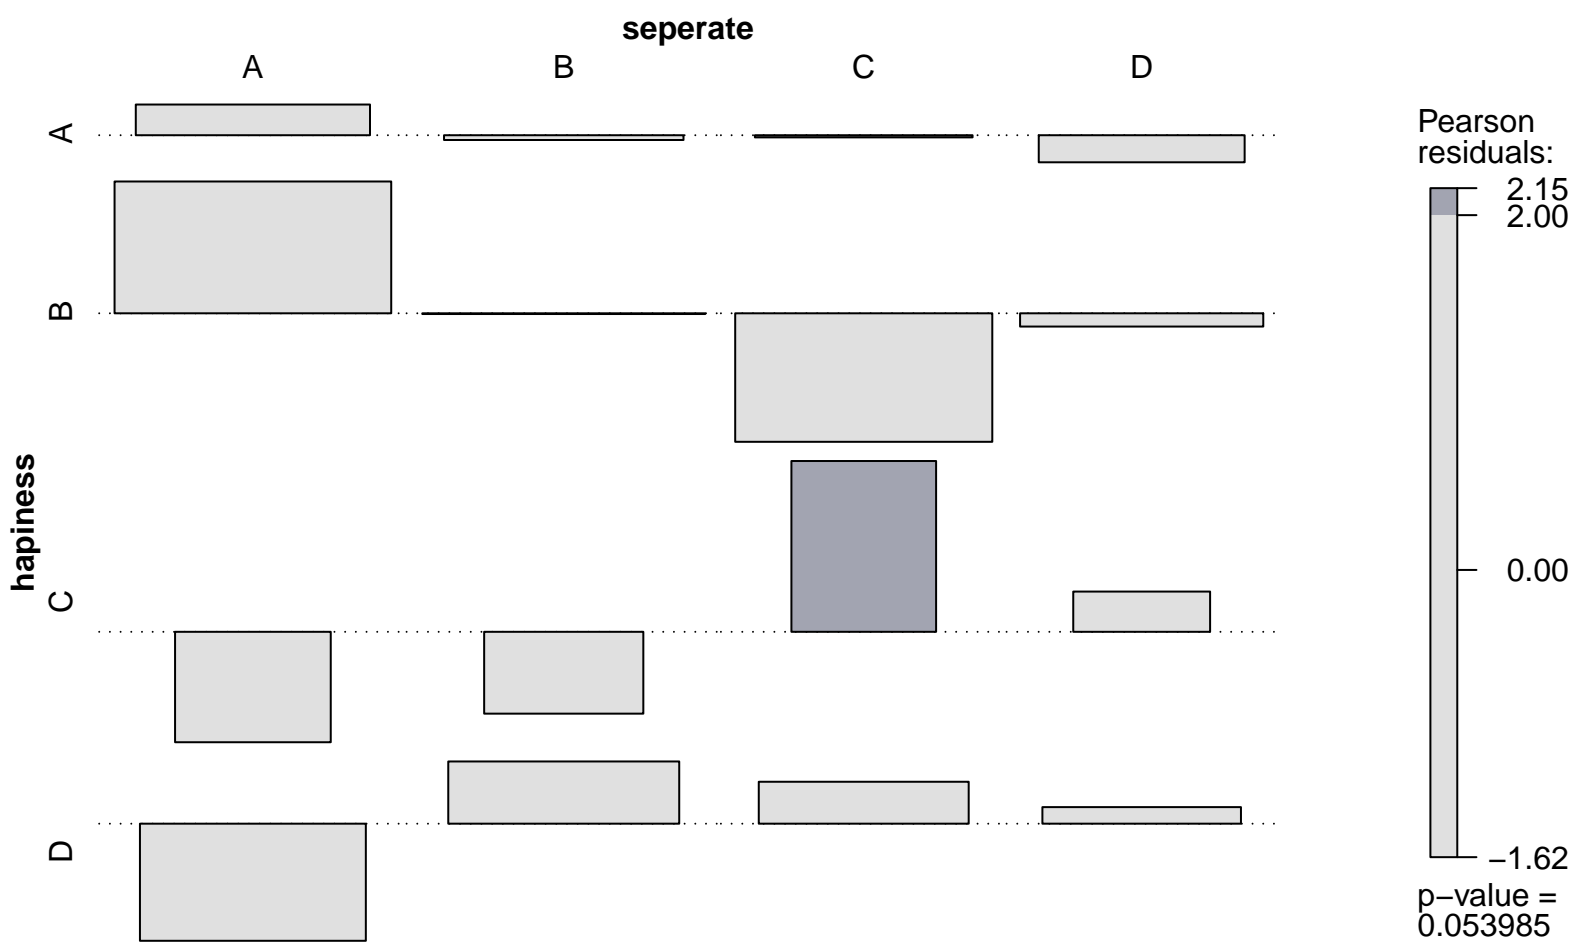 seperate
A B C D
A
B
C
D
hapiness
Pearson
residuals:
2.15
2.00
0.00
−1.62
p−value =
0.053985